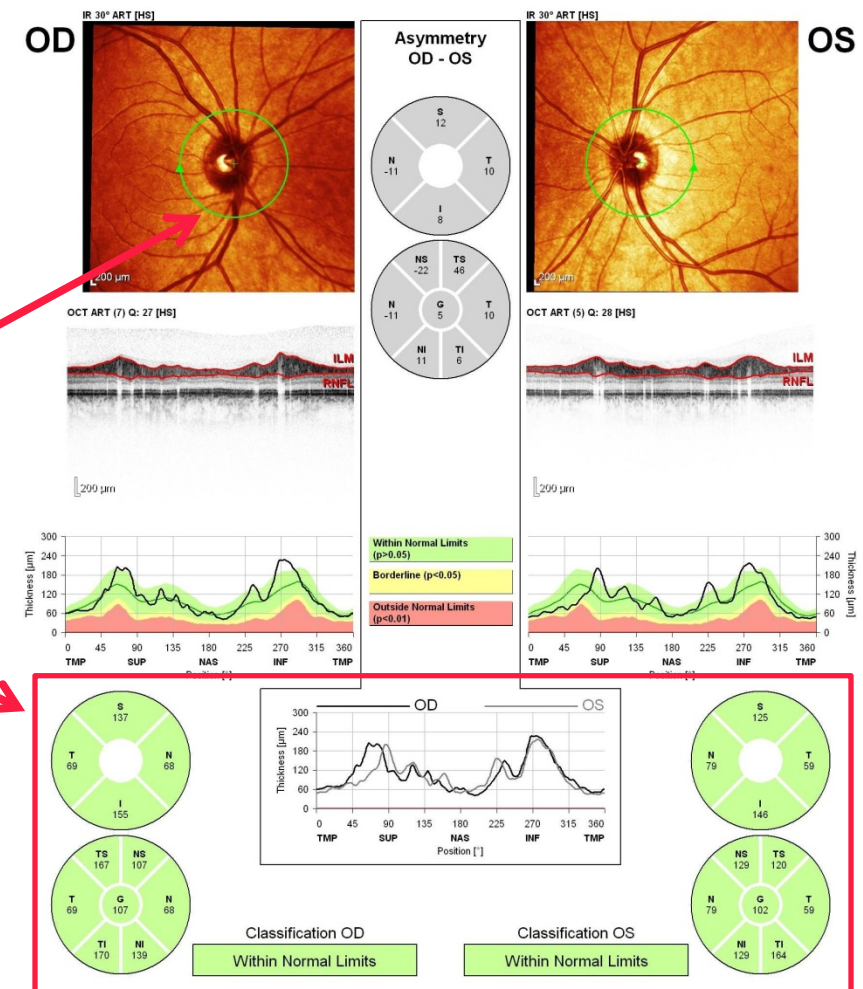 OD
IR 30° ART [HS]
200 µm
Asymmetry
OD - OS
S
12
N
-11
T
10
I
8
NS
-22
TS
46
N
-11
G
5
T
10
NI
11
TI
6
IR 30° ART [HS]
OS
200 µm
OCT ART (7) Q: 27 [HS]
ILM
RNFL
200 µm
OCT ART (5) Q: 28 [HS]
ILM
RNFL
200 µm
Thickness [µm]
300
240
180
120
60
0
0 45 90 135 180 225 270 315 360
TMP SUP NAS INF TMP
Position [°]
Within Normal Limits
(p>0.05)
Borderline (p<0.05)
Outside Normal Limits
(p<0.01)
300
240
180
120
60
0
Thickness [µm]
0 45 90 135 180 225 270 315 360
TMP SUP NAS INF TMP
Position [°]
S
137
T
69
N
68
I
155
TS
167
NS
107
T
69
G
107
N
68
TI
170
NI
139
Classification OD
Within Normal Limits
OD OS
Thickness [µm]
300
240
180
120
60
0
0 45 90 135 180 225 270 315 360
TMP SUP NAS INF TMP
Position [°]
S
125
N
79
T
59
I
146
NS
129
TS
120
N
79
G
102
T
59
NI
129
TI
164
Classification OS
Within Normal Limits